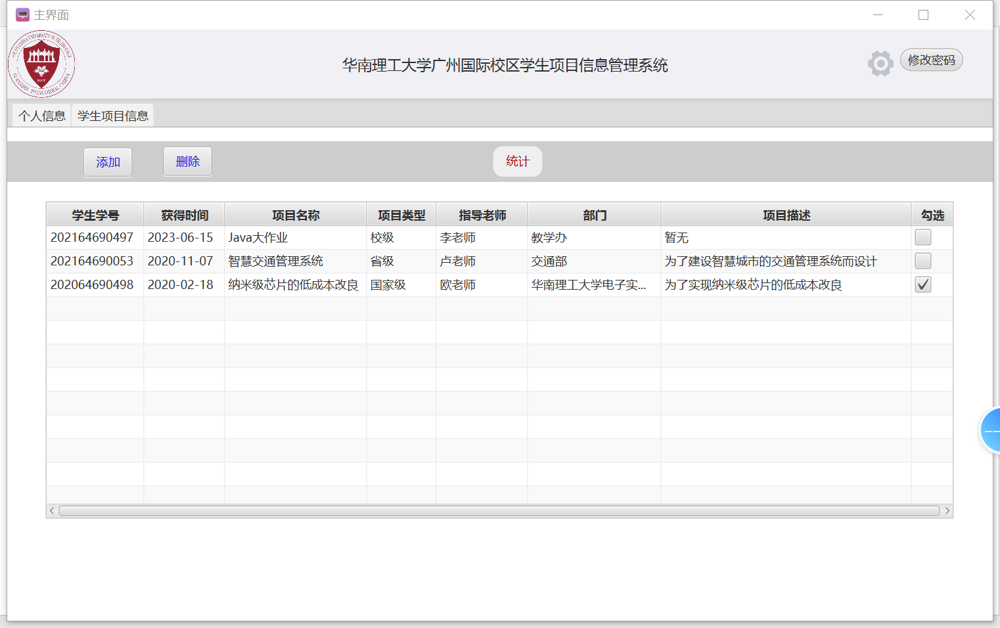 主界面
SOUTH CHINA UNIVERSITY OF TECHNOLOGY
SCUT
GUANGZHOU INTERNATIONAL CAMPUS
华南理工大学广州国际校区学生项目信息管理系统
修改密码
个人信息 学生项目信息
添加 删除 统计
学生学号 获得时间 项目名称 项目类型 指导老师 部门 项目描述 勾选
202164690497 2023-06-15 Java大作业 校级 李老师 教学办 暂无
202164690053 2020-11-07 智慧交通管理系统 省级 卢老师 交通部 为了建设智慧城市的交通管理系统而设计
202064690498 2020-02-18 纳米级芯片的低成本改良 国家级 欧老师 华南理工大学电子实... 为了实现纳米级芯片的低成本改良